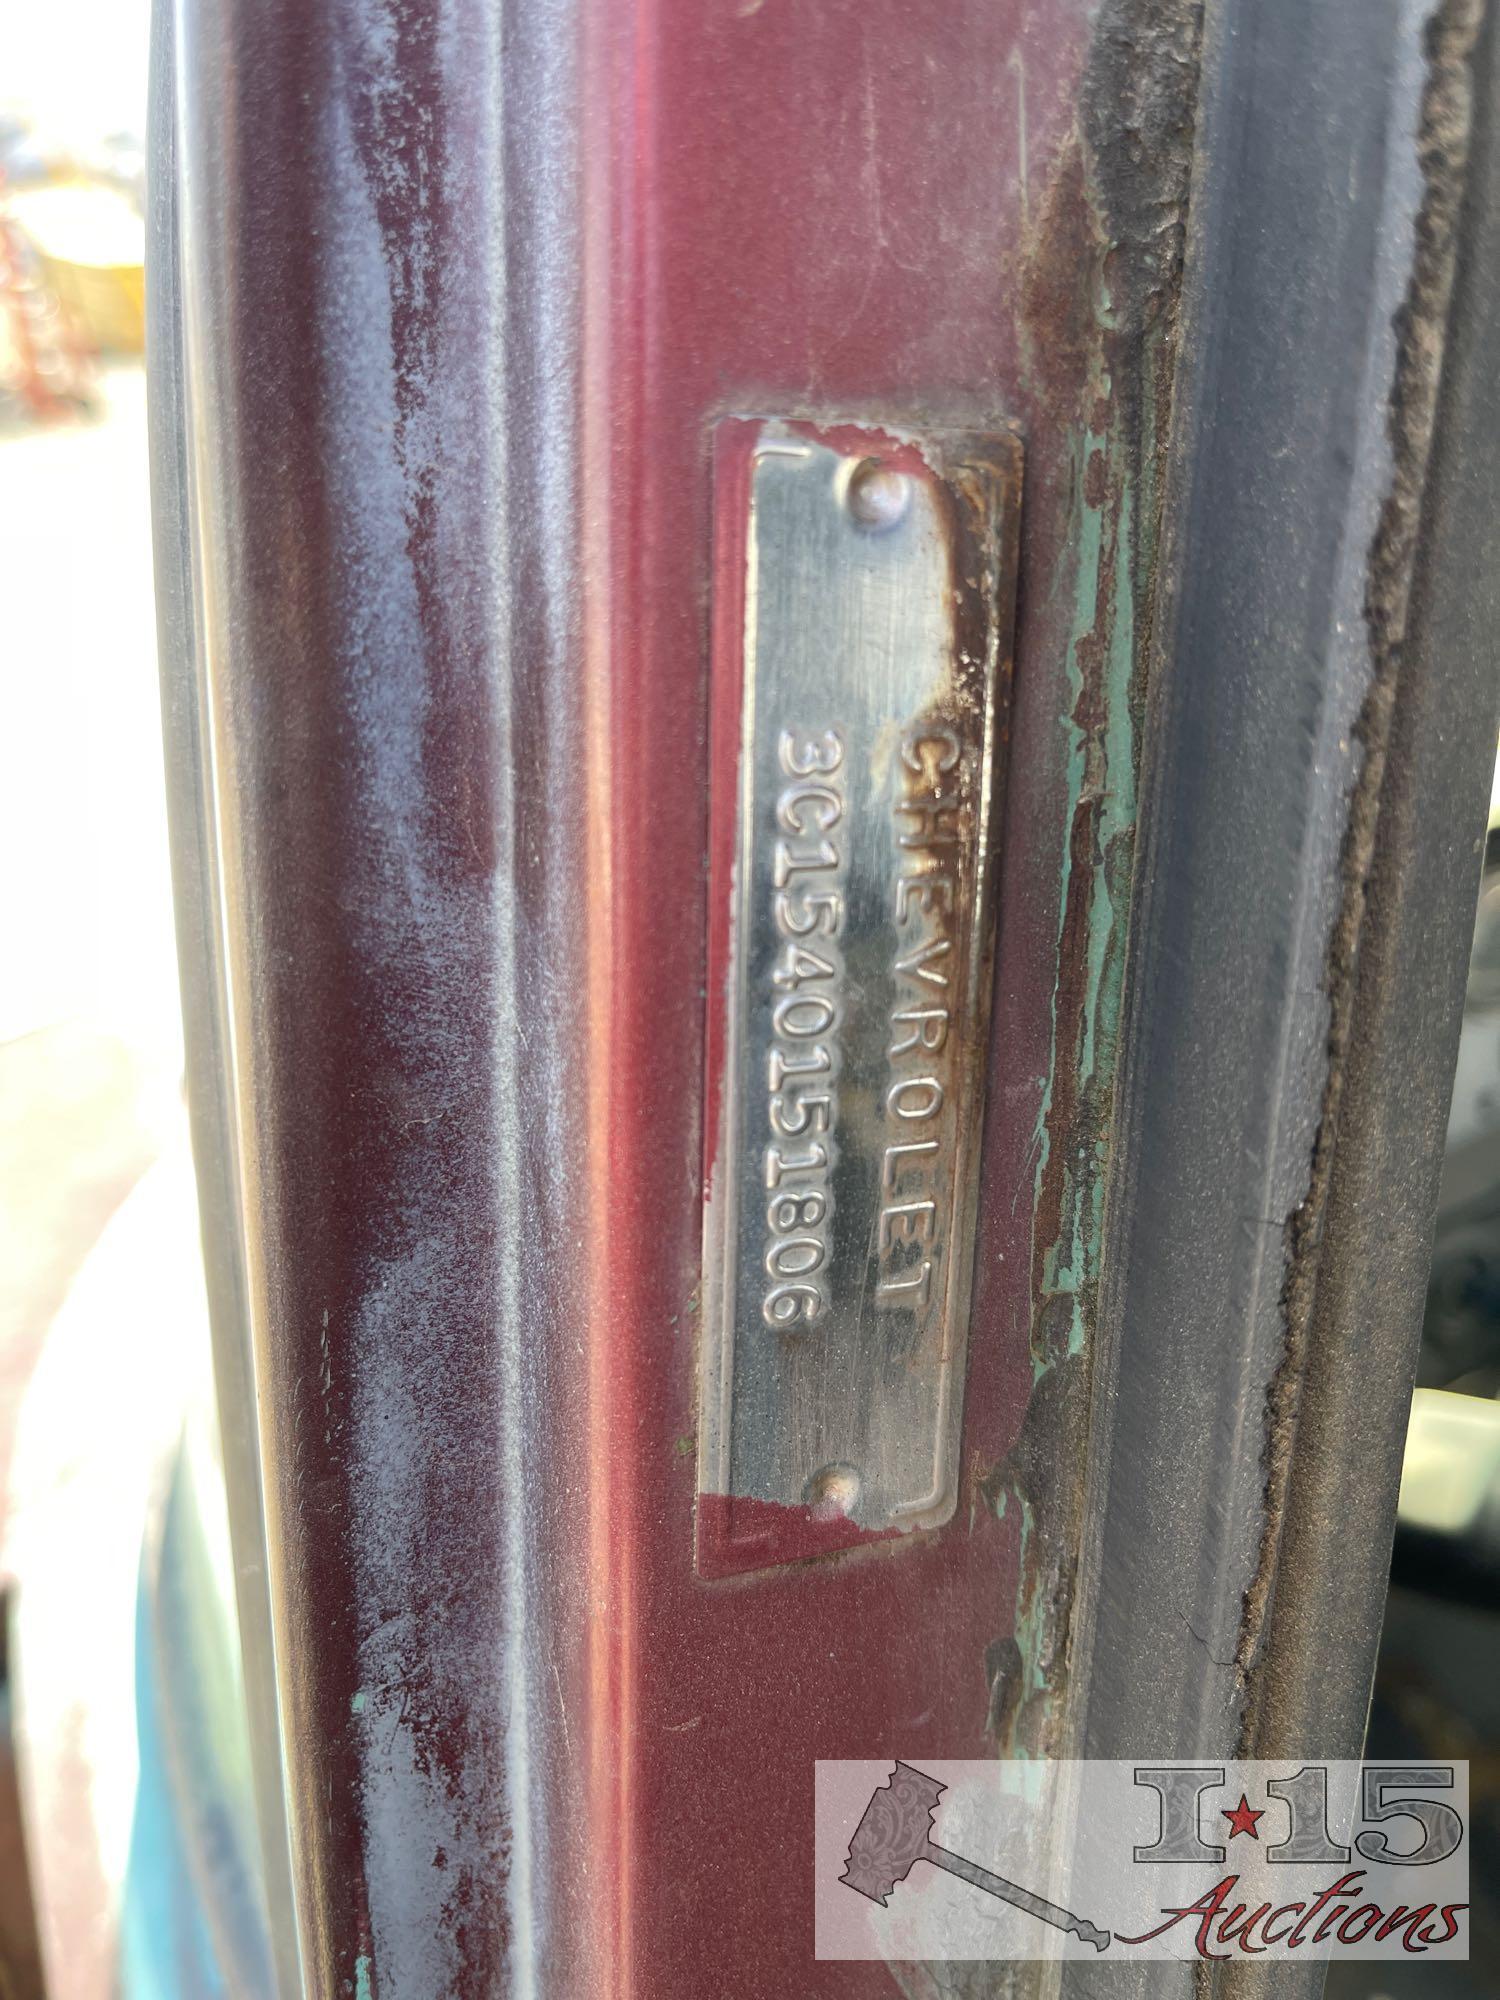 CHEVROLET
3C154O151806
I★15
Auctions